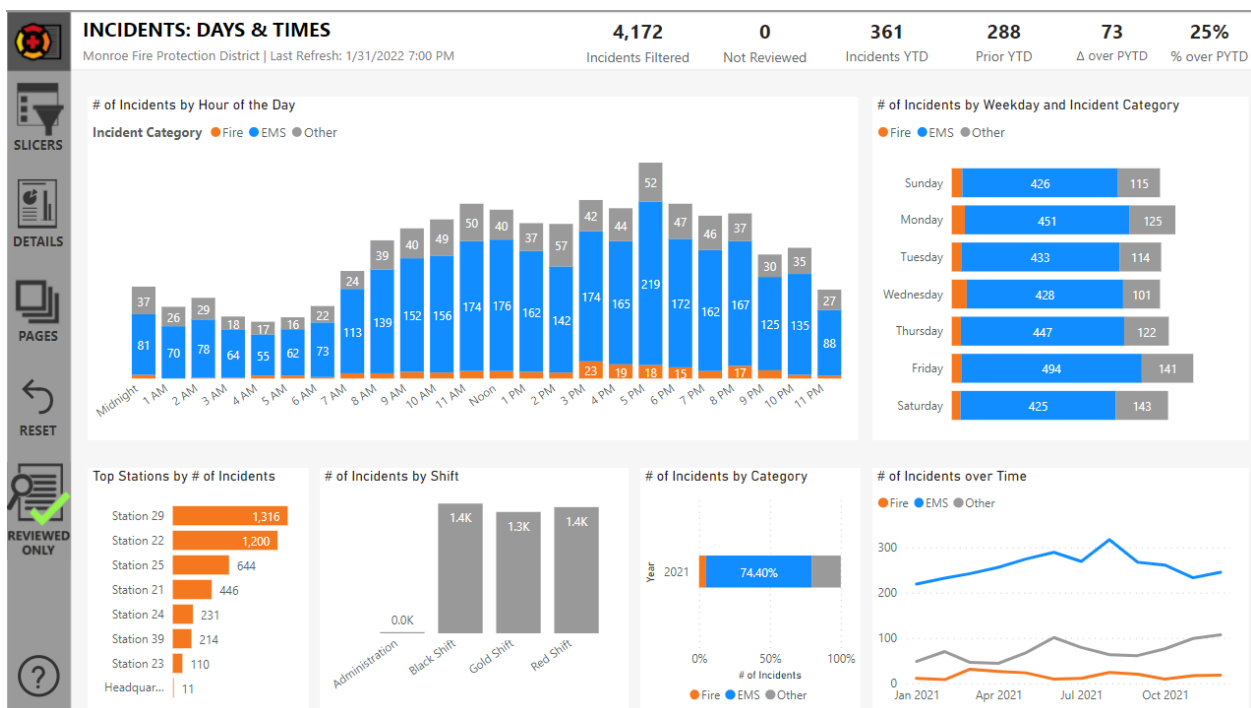 INCIDENTS: DAYS & TIMES
Monroe Fire Protection District | Last Refresh: 1/31/2022 7:00 PM
4,172
Incidents Filtered
0
Not Reviewed
361
Incidents YTD
288
Prior YTD
73
Δ over PYTD
25%
% over PYTD
SLICERS
DETAILS
PAGES
RESET
REVIEWED
ONLY
?
# of Incidents by Hour of the Day
Incident Category Fire EMS Other
37 26 29 18 17 16 22 24 39 40 49 50 40 37 57 42 44 52 47 46 37 30 35 27
81 70 78 64 55 62 73 113 139 152 156 174 176 162 142 174 165 219 172 162 167 125 135 88
23 19 18 15 17
Midnight 1 AM 2 AM 3 AM 4 AM 5 AM 6 AM 7 AM 8 AM 9 AM 10 AM 11 AM Noon 1 PM 2 PM 3 PM 4 PM 5 PM 6 PM 7 PM 8 PM 9 PM 10 PM 11 PM
# of Incidents by Weekday and Incident Category
Fire EMS Other
Sunday 426 115
Monday 451 125
Tuesday 433 114
Wednesday 428 101
Thursday 447 122
Friday 494 141
Saturday 425 143
Top Stations by # of Incidents
Station 29 1,316
Station 22 1,200
Station 25 644
Station 21 446
Station 24 231
Station 39 214
Station 23 110
Headquar... 11
# of Incidents by Shift
0.0K 1.4K 1.3K 1.4K
Administration Black Shift Gold Shift Red Shift
# of Incidents by Category
Year
2021 74.40%
0% 50% 100%
# of Incidents
Fire EMS Other
# of Incidents over Time
Fire EMS Other
300
200
100
0
Jan 2021 Apr 2021 Jul 2021 Oct 2021